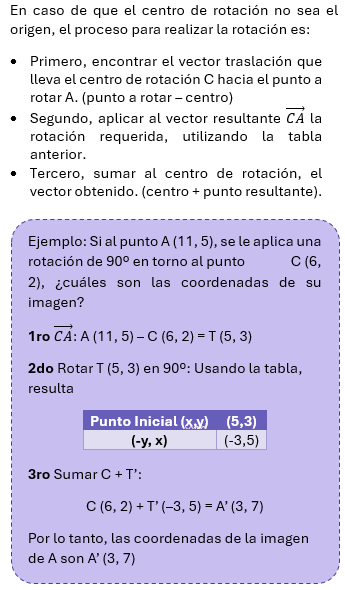 En caso de que el centro de rotación no sea el
origen, el proceso para realizar la rotación es:
• Primero, encontrar el vector traslación que
lleva el centro de rotación C hacia el punto a
rotar A. (punto a rotar – centro)
• Segundo, aplicar al vector resultante $\overrightarrow{CA}$ la
rotación requerida, utilizando la tabla
anterior.
• Tercero, sumar al centro de rotación, el
vector obtenido. (centro + punto resultante).
Ejemplo: Si al punto A (11, 5), se le aplica una
rotación de 90º en torno al punto C (6,
2), ¿cuáles son las coordenadas de su
imagen?
1ro $\overrightarrow{CA}$: A (11, 5) – C (6, 2) = T (5, 3)
2do Rotar T (5, 3) en 90º: Usando la tabla,
resulta
Punto Inicial (x,y) (5,3)
(-y, x) (-3,5)
3ro Sumar C + T’:
C (6, 2) + T’ (–3, 5) = A’ (3, 7)
Por lo tanto, las coordenadas de la imagen
de A son A’ (3, 7)